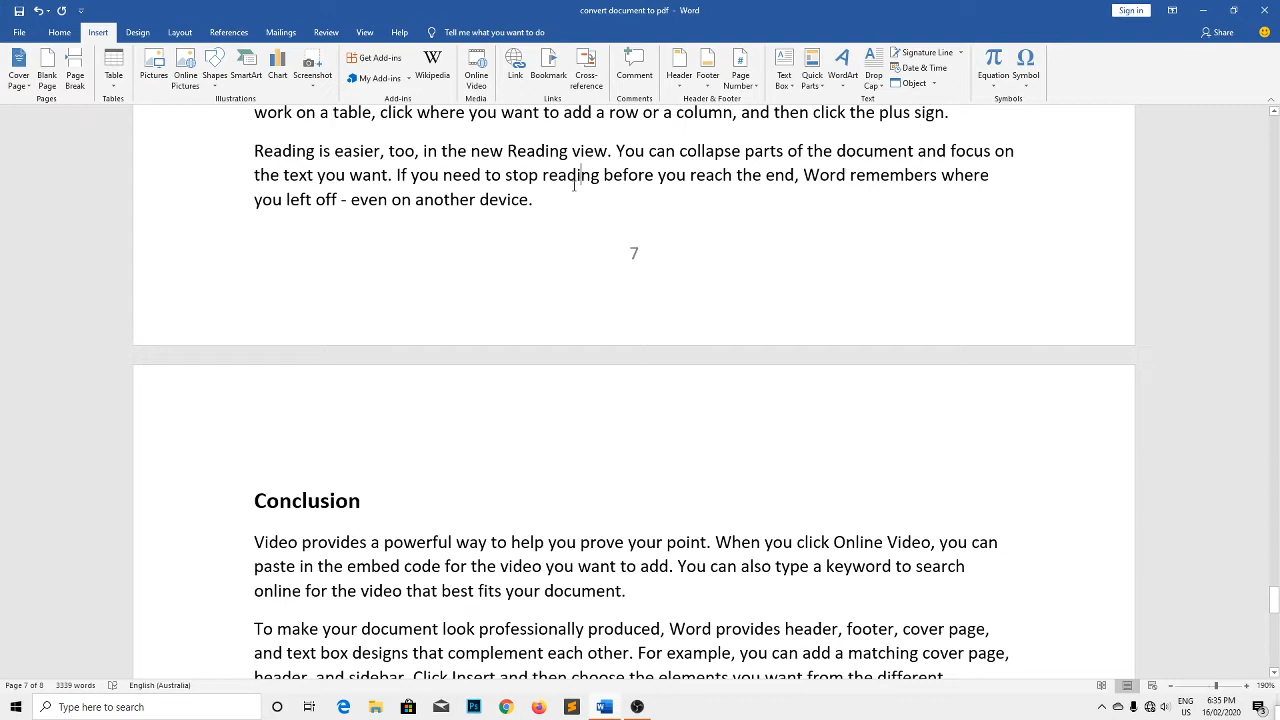 convert document to pdf - Word
Sign in
File Home Insert Design Layout References Mailings Review View Help Tell me what you want to do Share
Cover Page Blank Page Page Break Table Pictures Online Pictures Shapes SmartArt Chart Screenshot Get Add-ins My Add-ins Wikipedia Online Video Link Bookmark Cross-reference Comment Header Footer Page Number Text Box Quick Parts WordArt Drop Cap Signature Line Date & Time Object Equation Symbol
Pages Tables Illustrations Add-ins Media Links Comments Header & Footer Text Symbols
work on a table, click where you want to add a row or a column, and then click the plus sign.
Reading is easier, too, in the new Reading view. You can collapse parts of the document and focus on
the text you want. If you need to stop reading before you reach the end, Word remembers where
you left off - even on another device.
7
Conclusion
Video provides a powerful way to help you prove your point. When you click Online Video, you can
paste in the embed code for the video you want to add. You can also type a keyword to search
online for the video that best fits your document.
To make your document look professionally produced, Word provides header, footer, cover page,
and text box designs that complement each other. For example, you can add a matching cover page,
header, and sidebar. Click Insert and then choose the elements you want from the different
Page 7 of 8 3339 words English (Australia) 190%
Type here to search
ENG 6:35 PM
US 16/02/2020